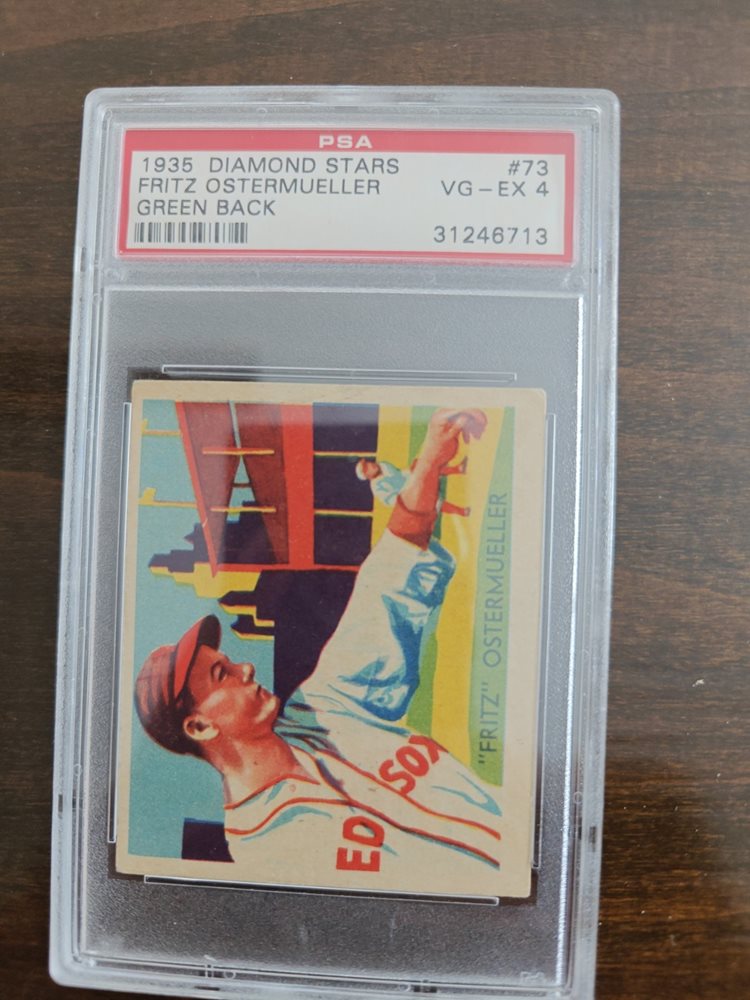 PSA
1935 DIAMOND STARS #73
FRITZ OSTERMUELLER VG-EX 4
GREEN BACK
31246713
"FRITZ" OSTERMUELLER
ED SOX